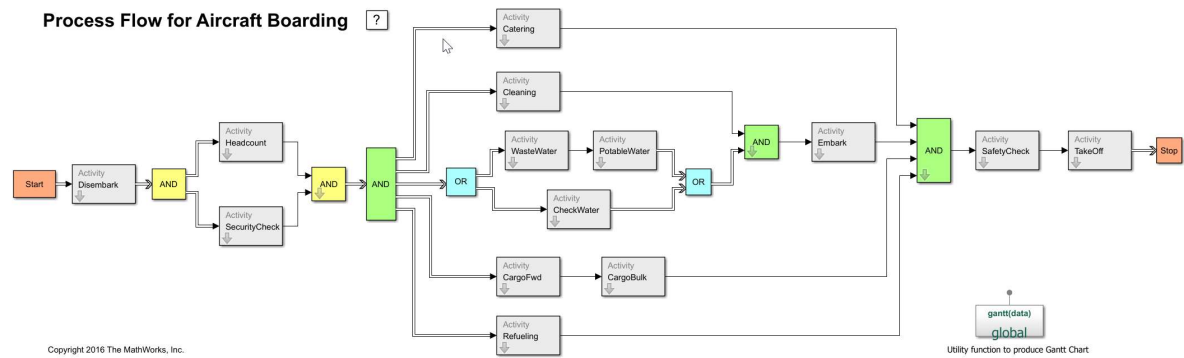 Process Flow for Aircraft Boarding ?
Activity
Catering
Activity
Cleaning
Activity
Headcount
Activity
WasteWater
Activity
PotableWater
AND
Activity
Embark
AND
Activity
SafetyCheck
Activity
TakeOff
Stop
Start
Activity
Disembark
AND
AND
AND
OR
OR
Activity
CheckWater
Activity
SecurityCheck
Activity
CargoFwd
Activity
CargoBulk
Activity
Refueling
gantt(data)
global
Utility function to produce Gantt Chart
Copyright 2016 The MathWorks, Inc.